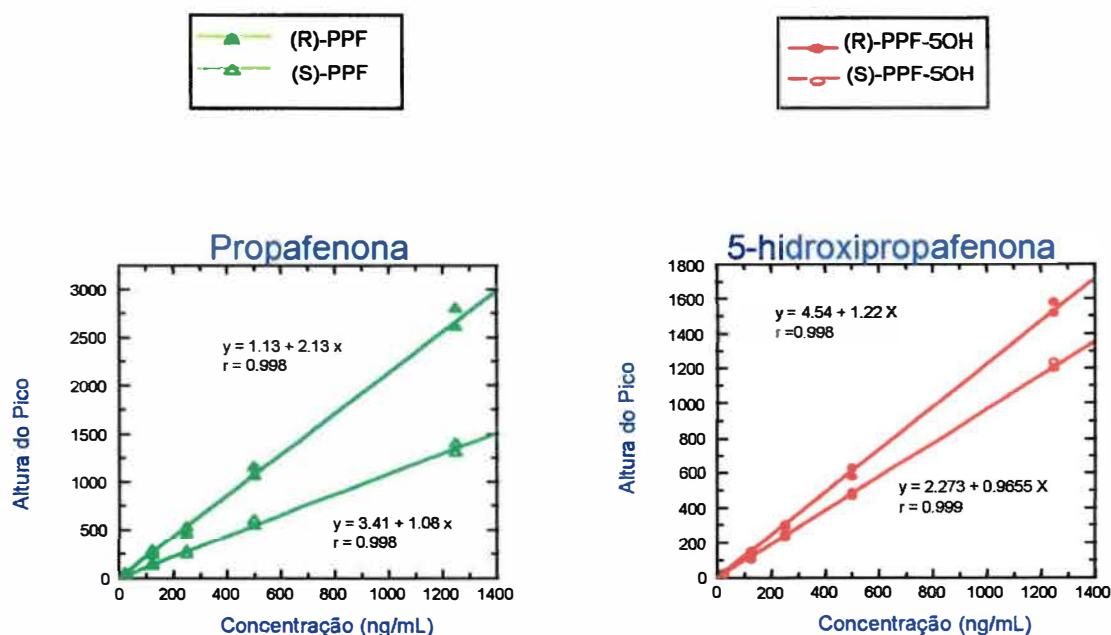 (R)-PPF
(S)-PPF
(R)-PPF-5OH
(S)-PPF-5OH
Propafenona
3000
2500
2000
1500
1000
500
0
0 200 400 600 800 1000 1200 1400
Altura do Pico
Concentração (ng/mL)
y = 1.13 + 2.13 x
r = 0.998
y = 3.41 + 1.08 x
r = 0.998
5-hidroxipropafenona
1800
1600
1400
1200
1000
800
600
400
200
0
0 200 400 600 800 1000 1200 1400
Altura do Pico
Concentração (ng/mL)
y = 4.54 + 1.22 X
r =0.998
y = 2.273 + 0.9655 X
r = 0.999